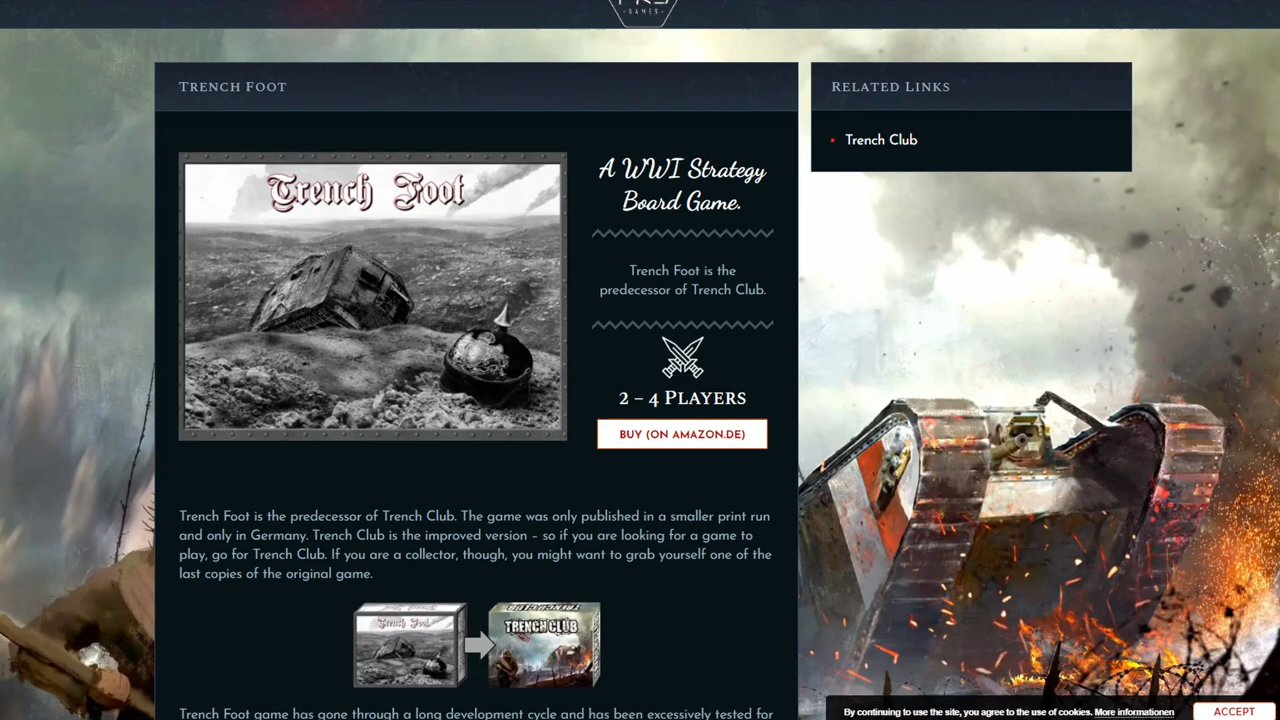 GAMES
Trench Foot
Related Links
Trench Club
Trench Foot
A WWI Strategy
Board Game.
Trench Foot is the
predecessor of Trench Club.
2 – 4 Players
BUY (ON AMAZON.DE)
Trench Foot is the predecessor of Trench Club. The game was only published in a smaller print run
and only in Germany. Trench Club is the improved version – so if you are looking for a game to
play, go for Trench Club. If you are a collector, though, you might want to grab yourself one of the
last copies of the original game.
Trench Foot
TRENCH CLUB
Trench Foot game has gone through a long development cycle and has been excessively tested for
By continuing to use the site, you agree to the use of cookies. More informationen
ACCEPT